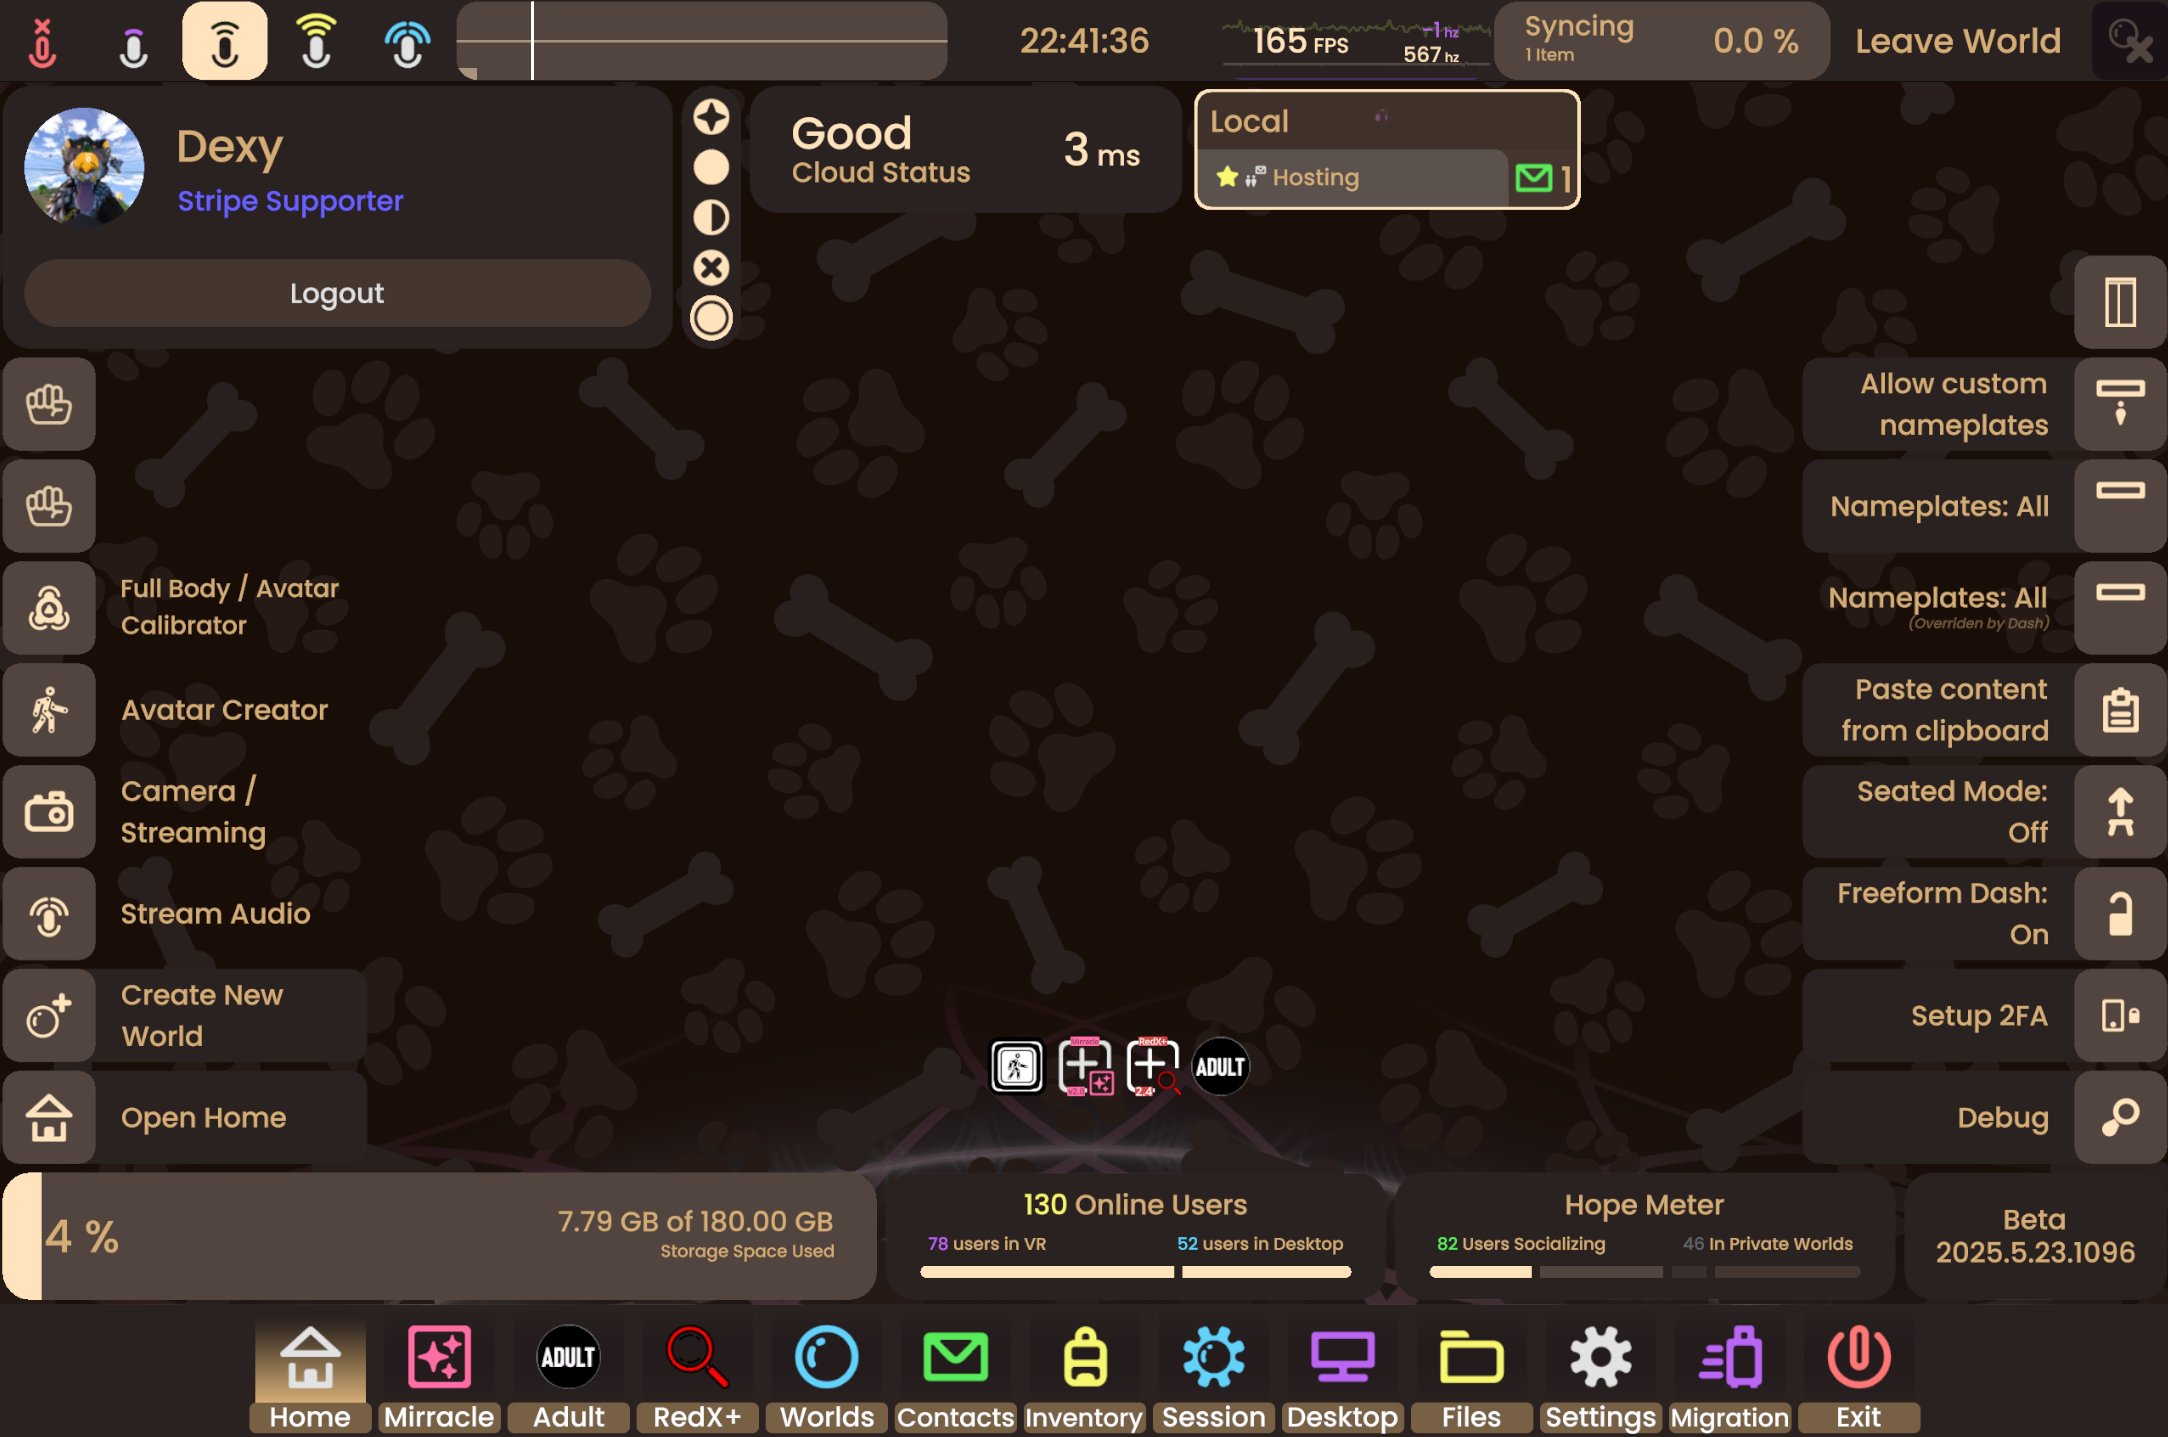 22:41:36
165 FPS
-1 hz
567 hz
Syncing
1 Item
0.0 %
Leave World
Dexy
Stripe Supporter
Logout
Good
Cloud Status
3 ms
Local
Hosting
1
Allow custom
nameplates
Nameplates: All
Full Body / Avatar
Calibrator
Nameplates: All
(Overriden by Dash)
Avatar Creator
Paste content
from clipboard
Camera /
Streaming
Seated Mode:
Off
Stream Audio
Freeform Dash:
On
Create New
World
Setup 2FA
Open Home
Debug
Mirracle
V2.0
RedX+
2.4
ADULT
4 %
7.79 GB of 180.00 GB
Storage Space Used
130 Online Users
78 users in VR
52 users in Desktop
Hope Meter
82 Users Socializing
46 In Private Worlds
Beta
2025.5.23.1096
ADULT
Home
Mirracle
Adult
RedX+
Worlds
Contacts
Inventory
Session
Desktop
Files
Settings
Migration
Exit